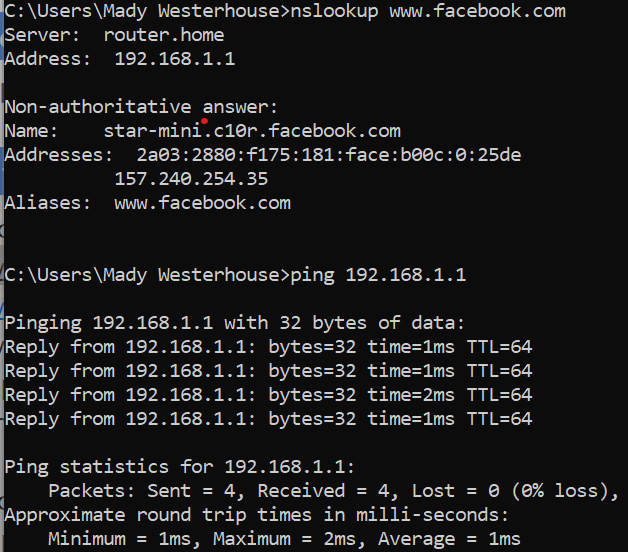 C:\Users\Mady Westerhouse>nslookup www.facebook.com
Server:  router.home
Address:  192.168.1.1
Non-authoritative answer:
Name:    star-mini.c10r.facebook.com
Addresses:  2a03:2880:f175:181:face:b00c:0:25de
157.240.254.35
Aliases:  www.facebook.com
C:\Users\Mady Westerhouse>ping 192.168.1.1
Pinging 192.168.1.1 with 32 bytes of data:
Reply from 192.168.1.1: bytes=32 time=1ms TTL=64
Reply from 192.168.1.1: bytes=32 time=1ms TTL=64
Reply from 192.168.1.1: bytes=32 time=2ms TTL=64
Reply from 192.168.1.1: bytes=32 time=1ms TTL=64
Ping statistics for 192.168.1.1:
Packets: Sent = 4, Received = 4, Lost = 0 (0% loss),
Approximate round trip times in milli-seconds:
Minimum = 1ms, Maximum = 2ms, Average = 1ms